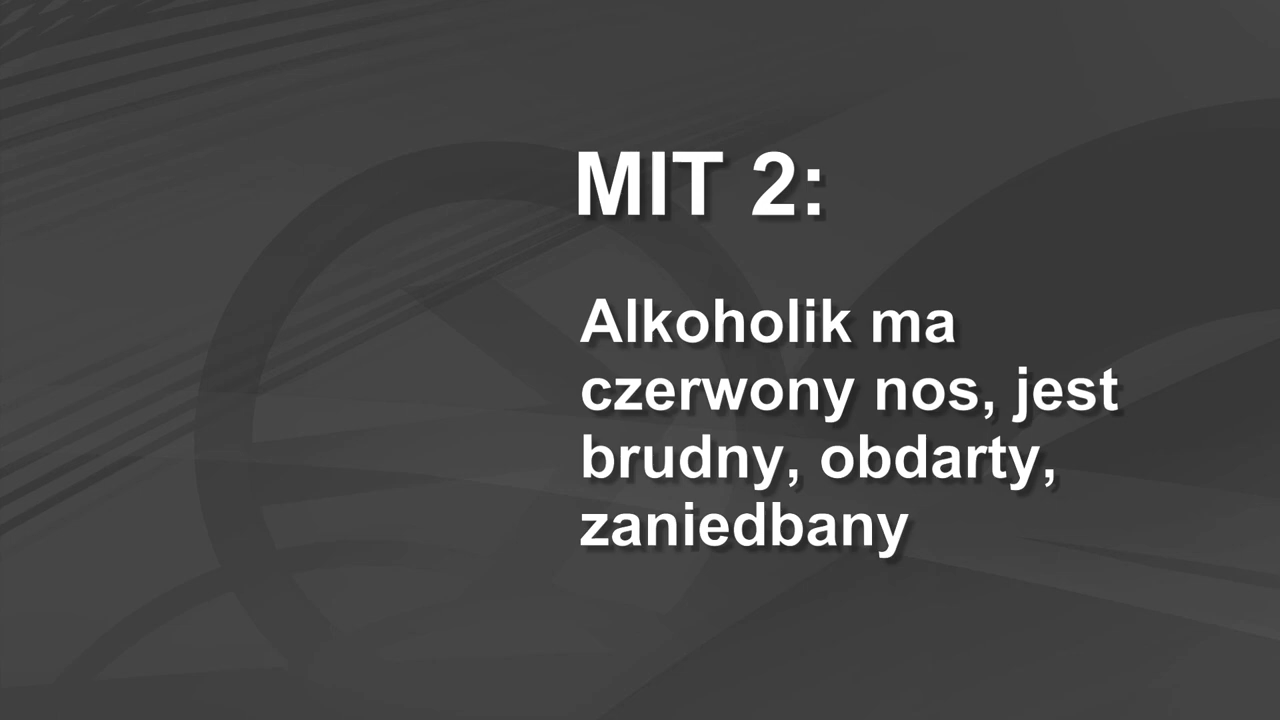 MIT 2:
Alkoholik ma
czerwony nos, jest
brudny, obdarty,
zaniedbany